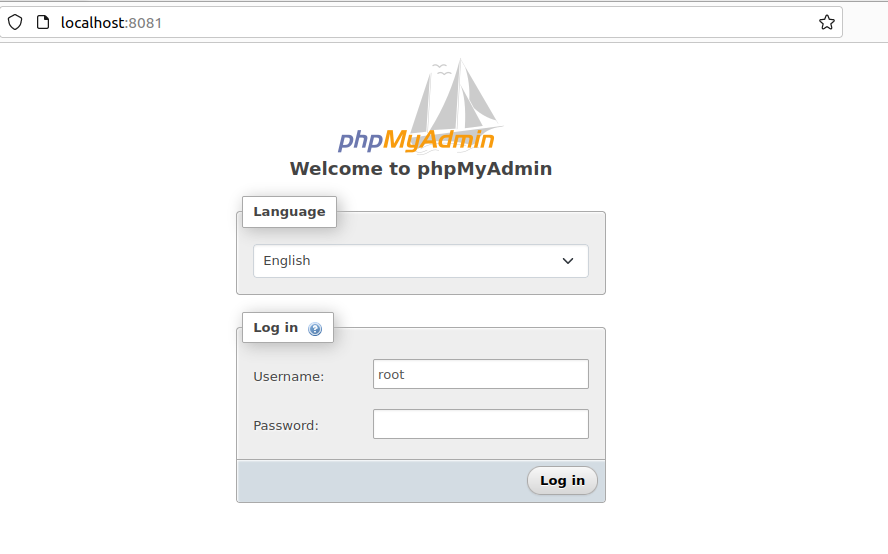 localhost:8081
phpMyAdmin
Welcome to phpMyAdmin
Language
English
Log in
Username:
root
Password:
Log in